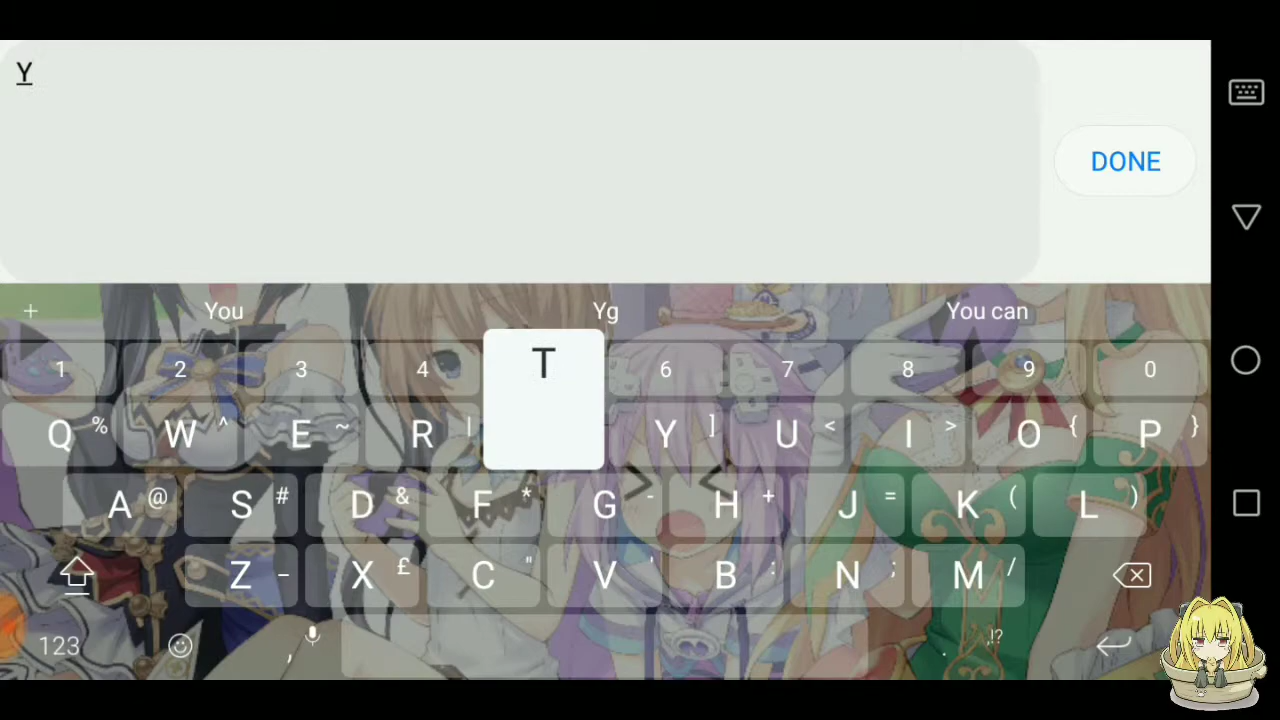 Y
DONE
+ You Yg You can
T
1 2 3 4 6 7 8 9 0
Q % W ^ E ~ R | Y ] U < I > O { P }
A @ S # D & F * G - H + J = K ( L )
Z _ X £ C " V ' B : N ; M /
123 , . ,!?